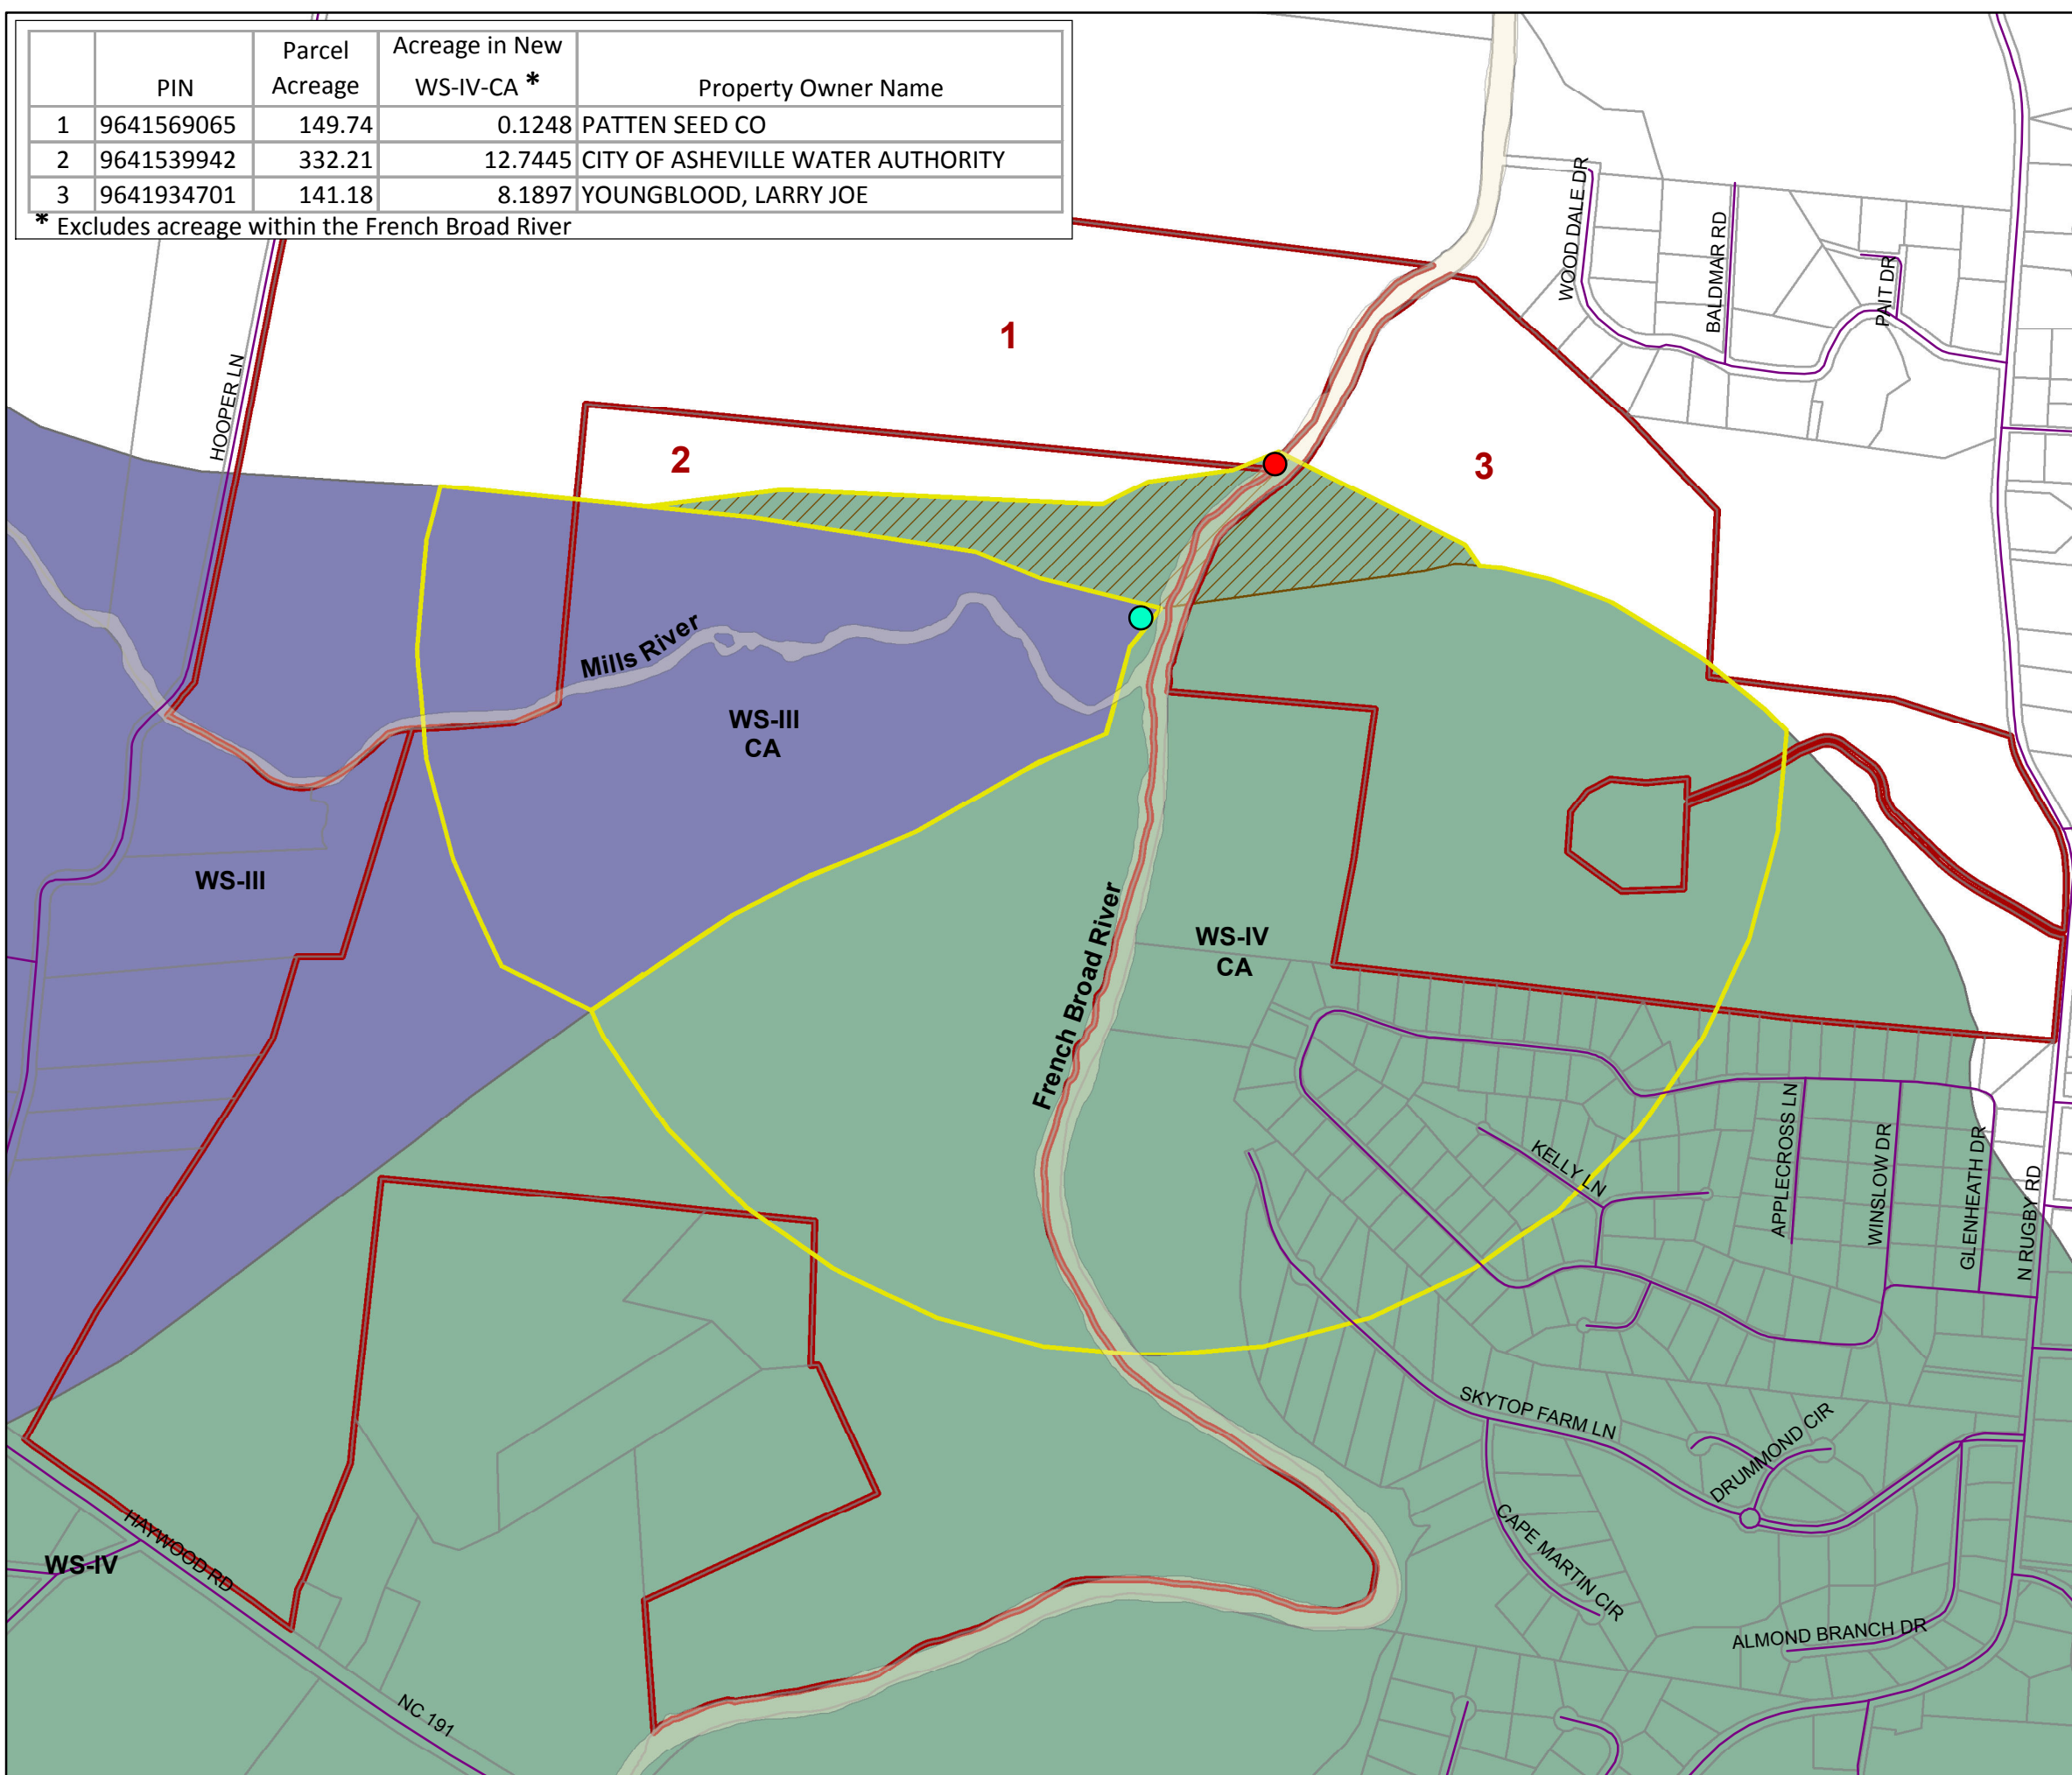 Parcel Acreage in New
PIN Acreage WS-IV-CA * Property Owner Name
1 9641569065 149.74 0.1248 PATTEN SEED CO
2 9641539942 332.21 12.7445 CITY OF ASHEVILLE WATER AUTHORITY
3 9641934701 141.18 8.1897 YOUNGBLOOD, LARRY JOE
* Excludes acreage within the French Broad River
WOOD DALE DR
BALDMAR RD
PAIT DR
1
HOOPER LN
2
3
Mills River
WS-III
CA
WS-III
French Broad River
WS-IV
CA
KELLY LN
APPLECROSS LN
WINSLOW DR
GLENHEATH DR
N RUGBY RD
SKYTOP FARM LN
DRUMMOND CIR
CAPE MARTIN CIR
HAYWOOD RD
WS-IV
ALMOND BRANCH DR
NC 191